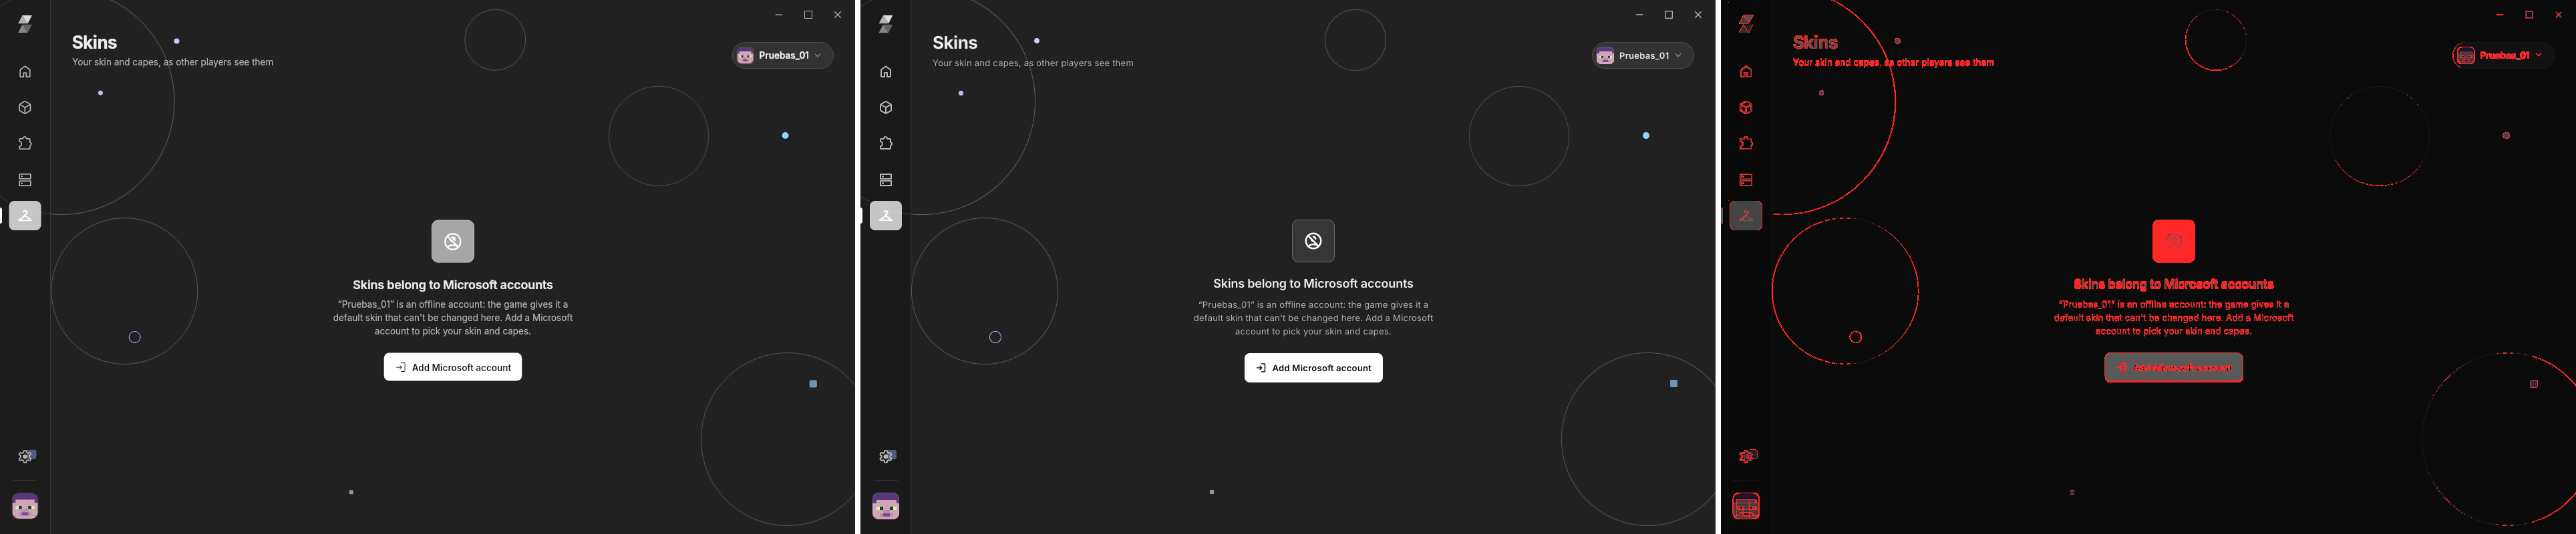 Skins
Your skin and capes, as other players see them
Pruebas_01
Skins belong to Microsoft accounts
"Pruebas_01" is an offline account: the game gives it a
default skin that can't be changed here. Add a Microsoft
account to pick your skin and capes.
Add Microsoft account
Skins
Your skin and capes, as other players see them
Pruebas_01
Skins belong to Microsoft accounts
"Pruebas_01" is an offline account: the game gives it a
default skin that can't be changed here. Add a Microsoft
account to pick your skin and capes.
Add Microsoft account
Skins
Your skin and capes, as other players see them
Pruebas_01
Skins belong to Microsoft accounts
"Pruebas_01" is an offline account: the game gives it a
default skin that can't be changed here. Add a Microsoft
account to pick your skin and capes.
Add Microsoft account